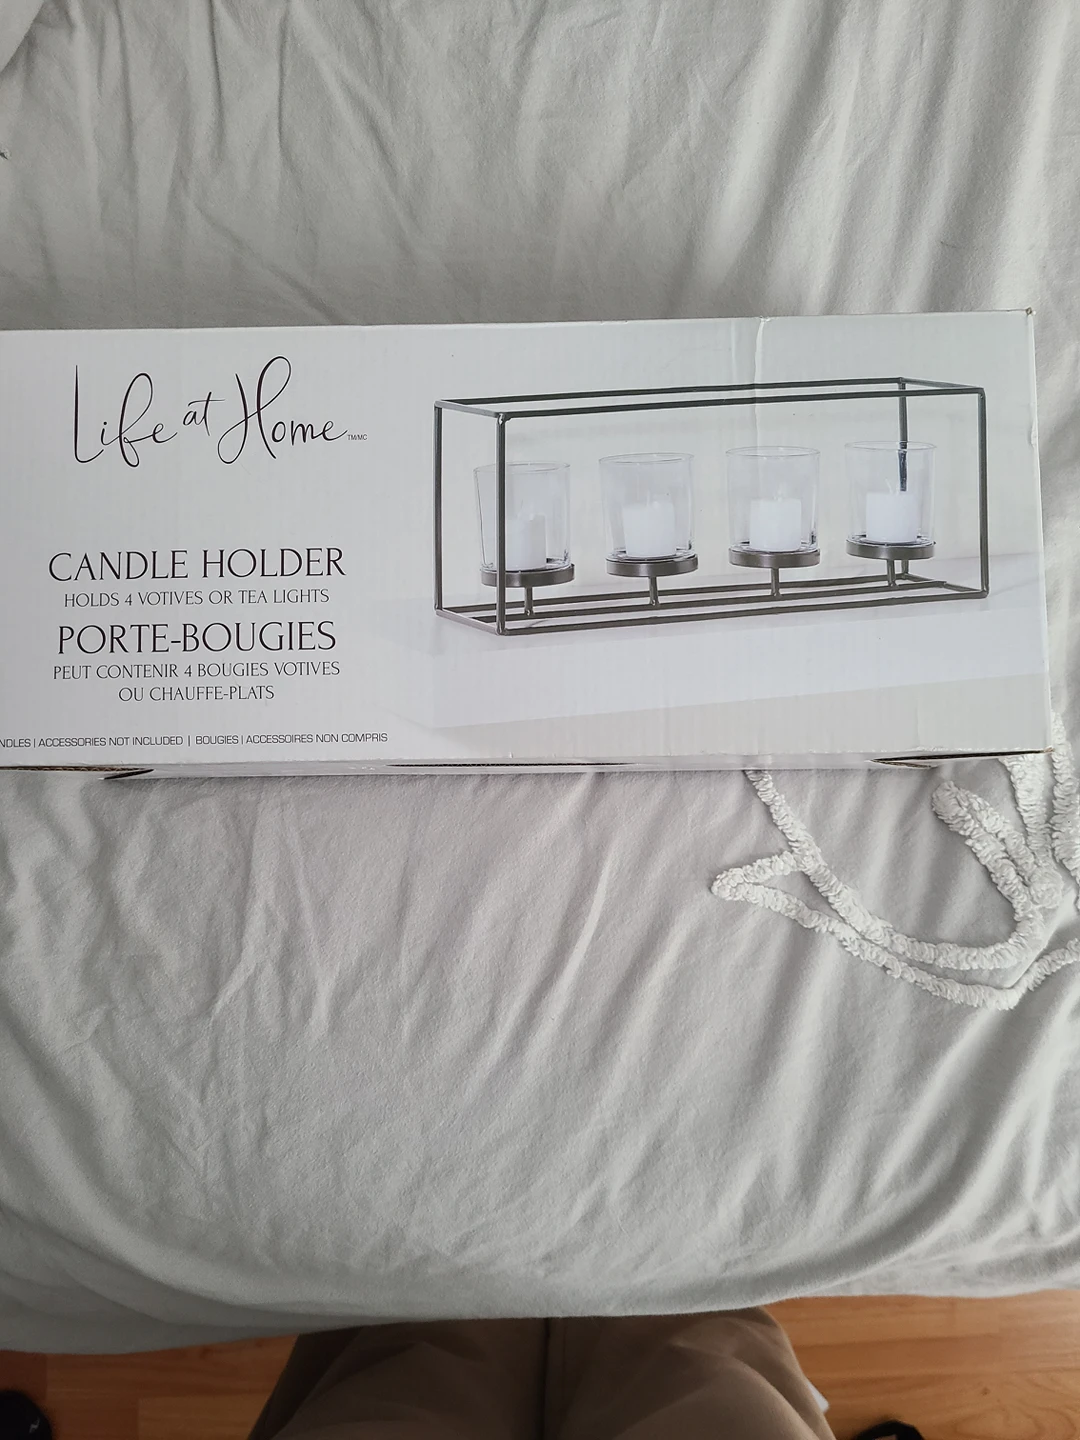 Life at Home TM/MC
CANDLE HOLDER
HOLDS 4 VOTIVES OR TEA LIGHTS
PORTE-BOUGIES
PEUT CONTENIR 4 BOUGIES VOTIVES
OU CHAUFFE-PLATS
NDLES | ACCESSORIES NOT INCLUDED | BOUGIES | ACCESSOIRES NON COMPRIS